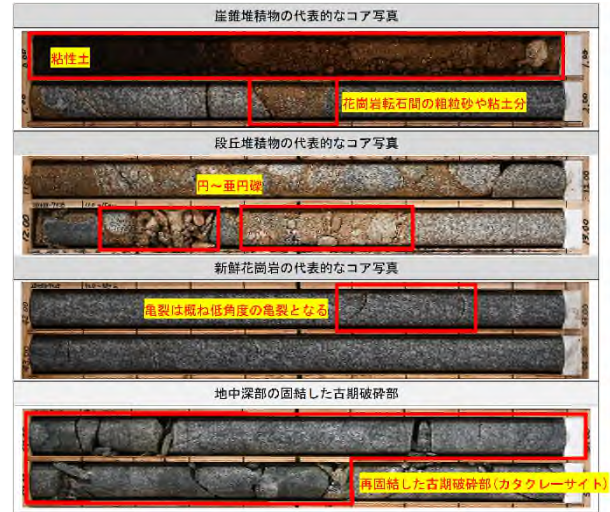 崖錐堆積物の代表的なコア写真
粘性土
花崗岩転石間の粗粒砂や粘土分
段丘堆積物の代表的なコア写真
円～亜円礫
12.00
13.00
新鮮花崗岩の代表的なコア写真
亀裂は概ね低角度の亀裂となる
地中深部の固結した古期破砕部
再固結した古期破砕部(カタクレーサイト)